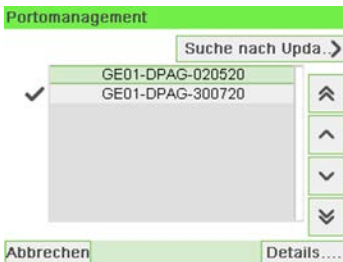 Portomanagement
Suche nach Upda..
GE01-DPAG-020520
GE01-DPAG-300720
Abbrechen
Details....